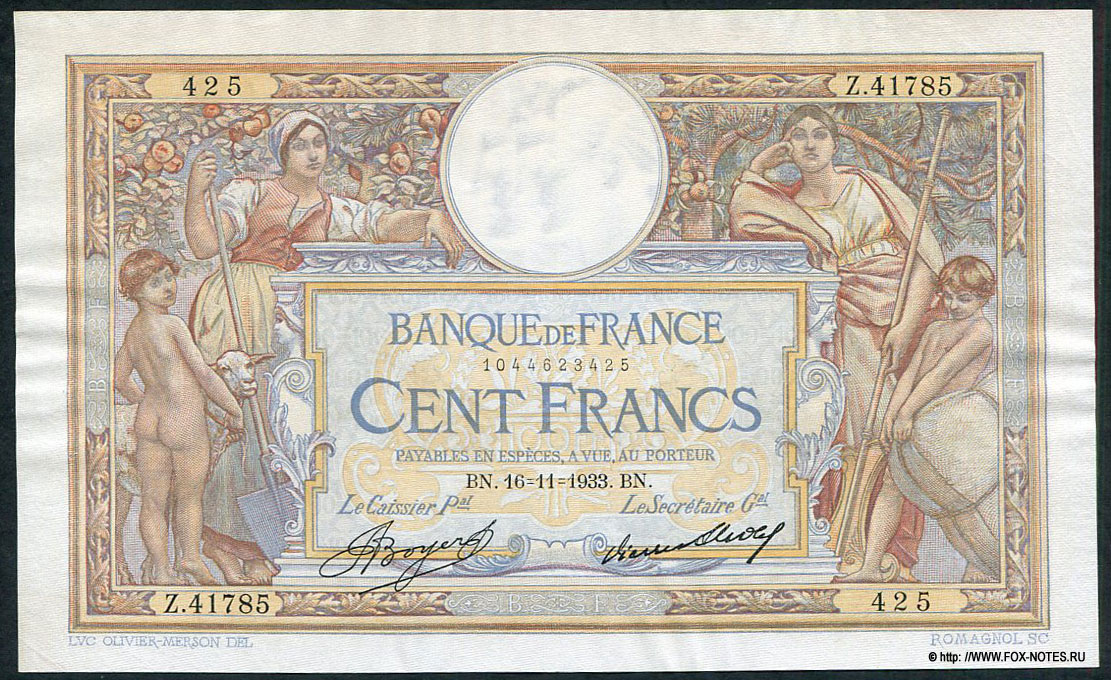 425
Z.41785
BANQUE DE FRANCE
1044623425
CENT FRANCS
PAYABLES EN ESPÈCES, A VUE, AU PORTEUR
BN. 16=11=1933. BN.
Le Caissier Pal
Le Secrétaire Gal
Boyer
Z.41785
B F
425
LVC OLIVIER-MERSON DEL
ROMAGNOL SC
© http: //WWW.FOX-NOTES.RU